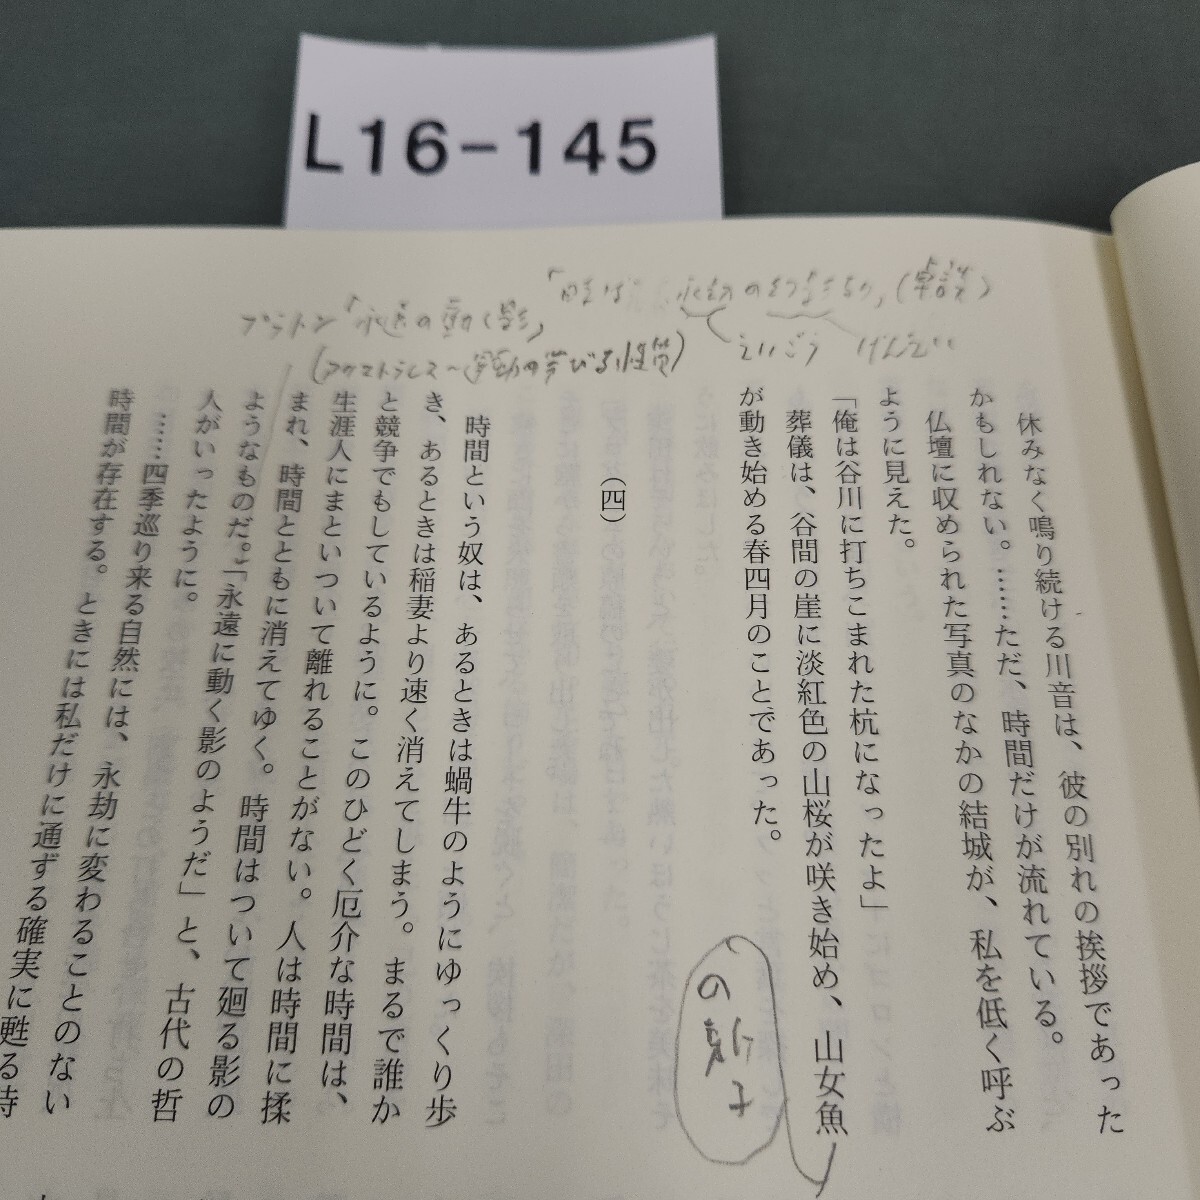 L16-145
「時は永劫の幻影なり」(卓説)
えいごう げんえい
プラトン「永遠の動く影」
休みなく鳴り続ける川音は、彼の別れの挨拶であった
かもしれない。……ただ、時間だけが流れている。
仏壇に収められた写真のなかの結城が、私を低く呼ぶ
ように見えた。
「俺は谷川に打ちこまれた杭になったよ」
葬儀は、谷間の崖に淡紅色の山桜が咲き始め、山女魚
が動き始める春四月のことであった。
の
子
(四)
時間という奴は、あるときは蝸牛のようにゆっくり歩
き、あるときは稲妻より速く消えてしまう。まるで誰か
と競争でもしているように。このひどく厄介な時間は、
生涯人にまといついて離れることがない。人は時間に揉
まれ、時間とともに消えてゆく。時間はついて廻る影の
ようなものだ。「永遠に動く影のようだ」と、古代の哲
人がいったように。
……四季巡り来る自然には、永劫に変わることのない
時間が存在する。ときには私だけに通ずる確実に甦る時